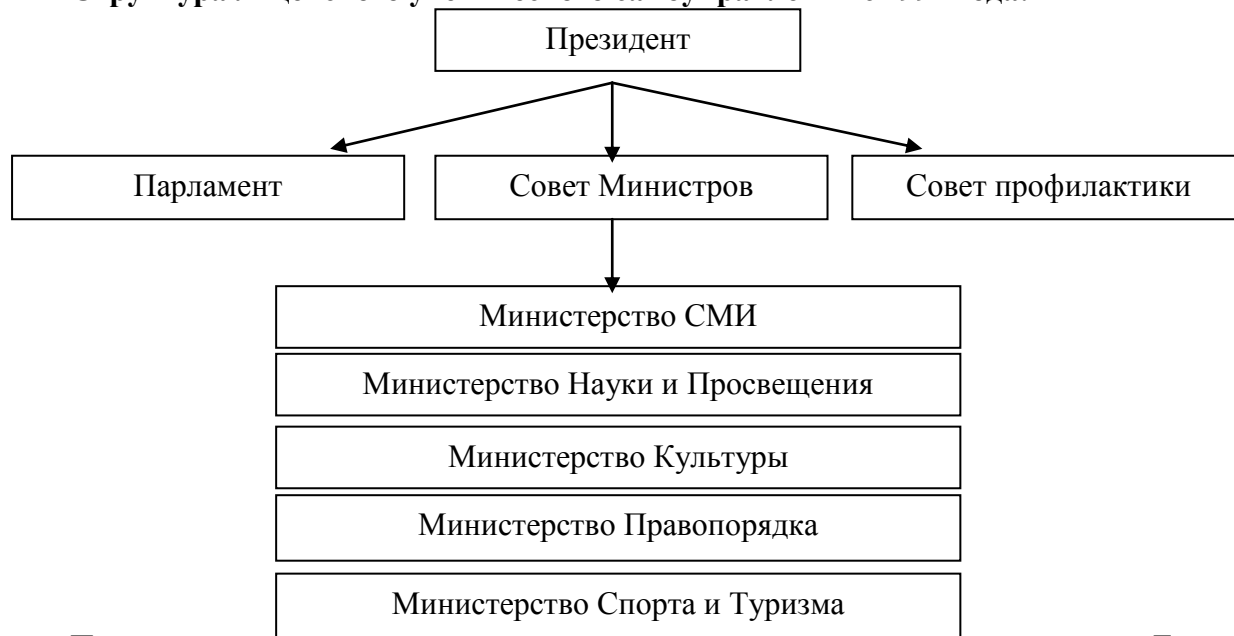 Президент
Парламент
Совет Министров
Совет профилактики
Министерство СМИ
Министерство Науки и Просвещения
Министерство Культуры
Министерство Правопорядка
Министерство Спорта и Туризма